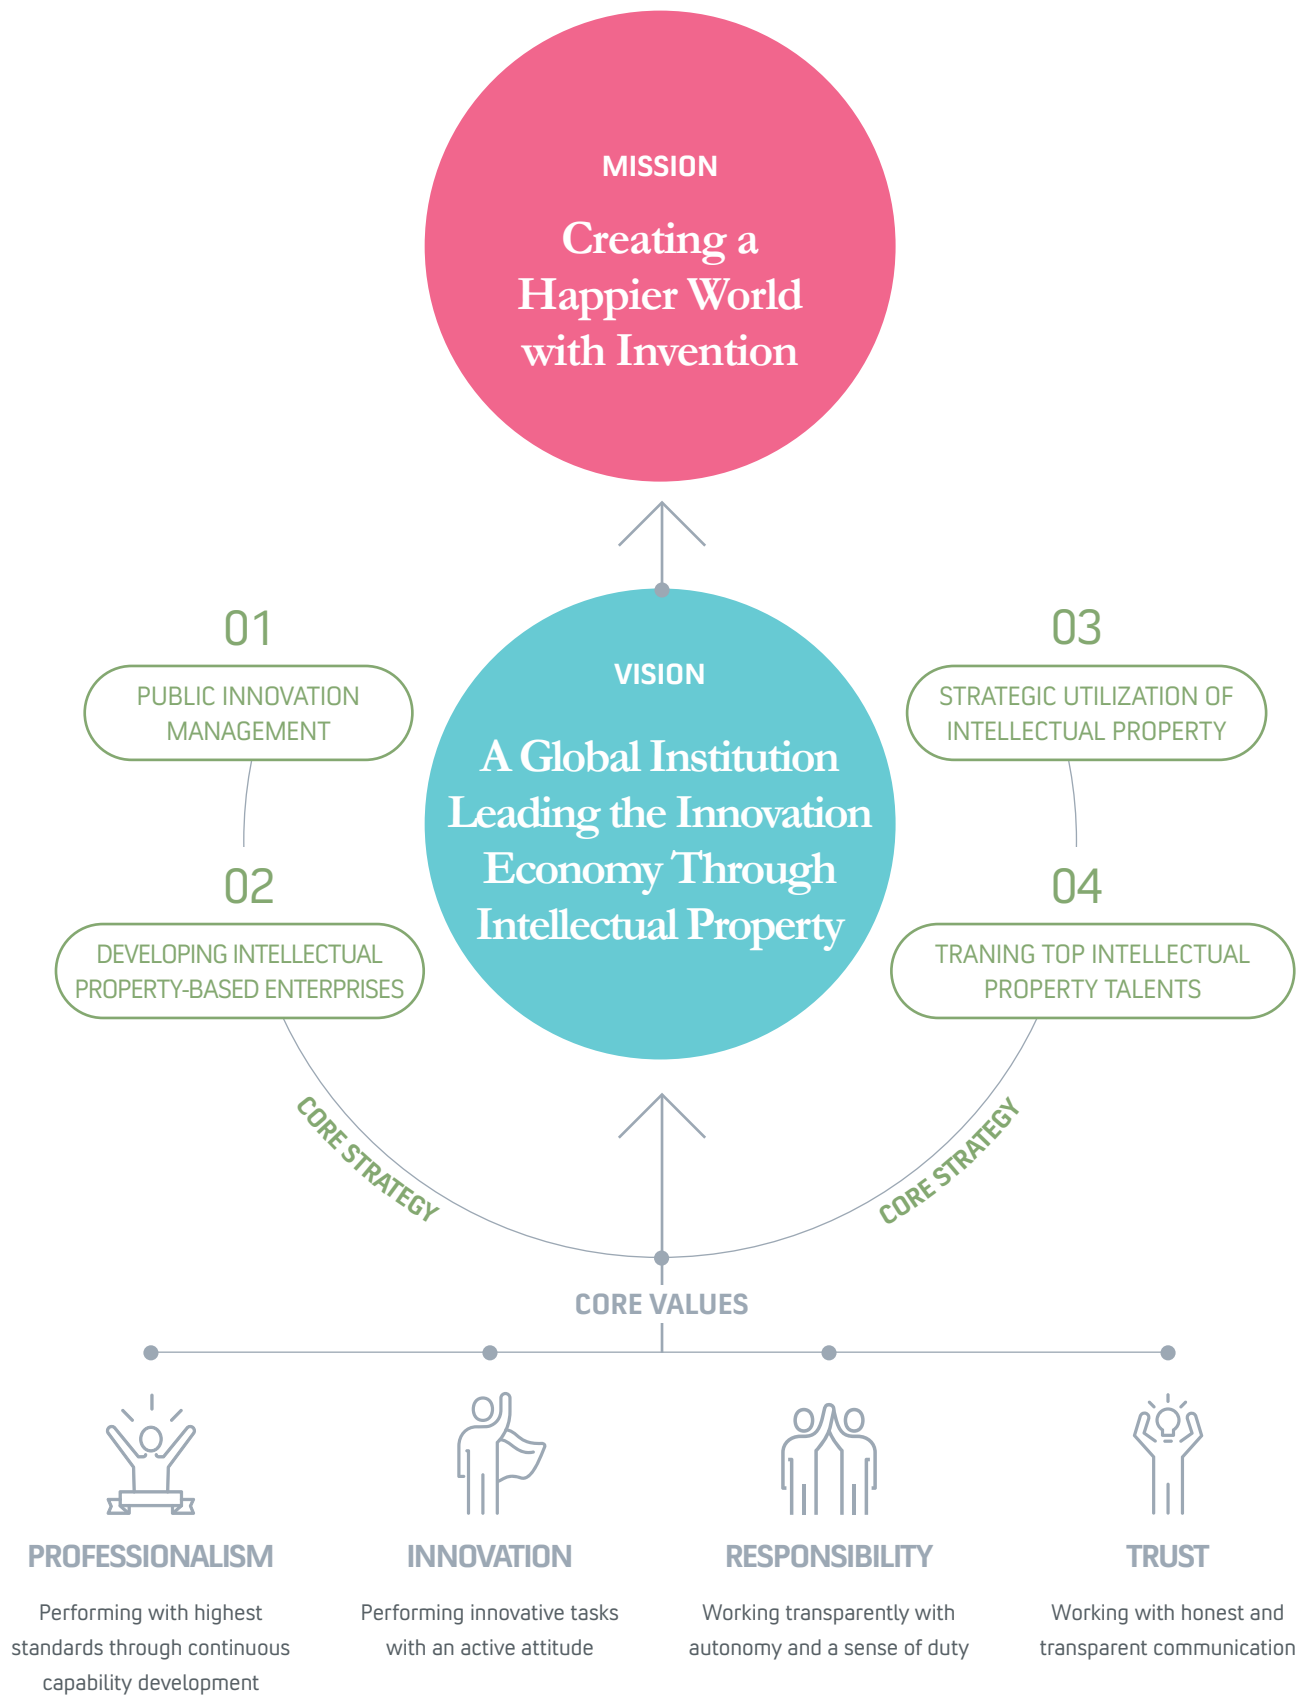 MISSION
Creating a
Happier World
with Invention
01
PUBLIC INNOVATION
MANAGEMENT
02
DEVELOPING INTELLECTUAL
PROPERTY-BASED ENTERPRISES
VISION
A Global Institution
Leading the Innovation
Economy Through
Intellectual Property
03
STRATEGIC UTILIZATION OF
INTELLECTUAL PROPERTY
04
TRANING TOP INTELLECTUAL
PROPERTY TALENTS
CORE STRATEGY
CORE STRATEGY
CORE VALUES
PROFESSIONALISM
Performing with highest
standards through continuous
capability development
INNOVATION
Performing innovative tasks
with an active attitude
RESPONSIBILITY
Working transparently with
autonomy and a sense of duty
TRUST
Working with honest and
transparent communication